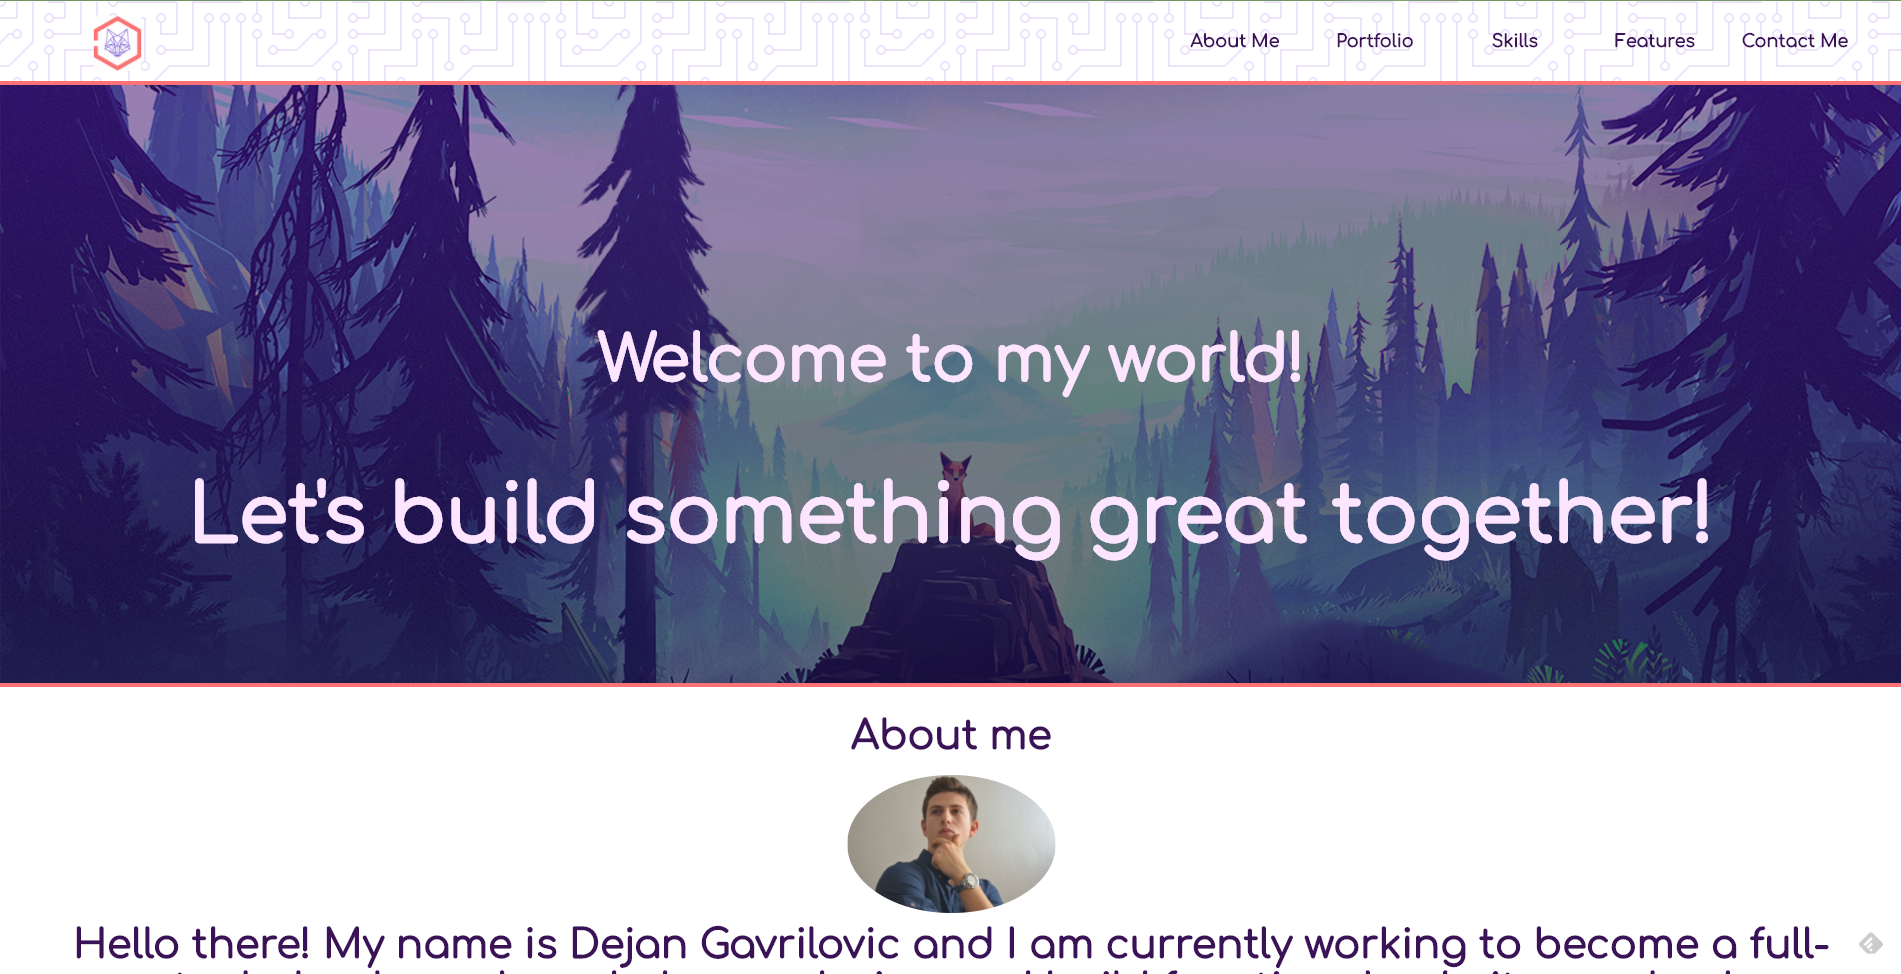 About Me Portfolio Skills Features Contact Me
Welcome to my world!
Let's build something great together!
About me
Hello there! My name is Dejan Gavrilovic and I am currently working to become a full-